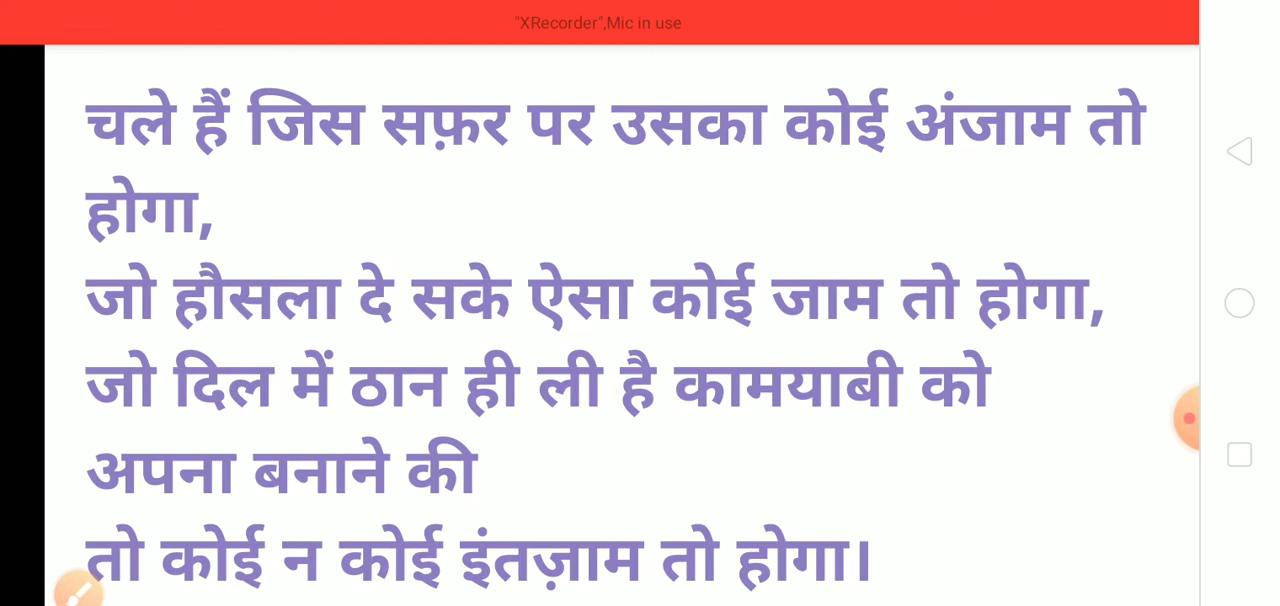 "XRecorder",Mic in use
चले हैं जिस सफ़र पर उसका कोई अंजाम तो
होगा,
जो हौसला दे सके ऐसा कोई जाम तो होगा,
जो दिल में ठान ही ली है कामयाबी को
अपना बनाने की
तो कोई न कोई इंतज़ाम तो होगा।